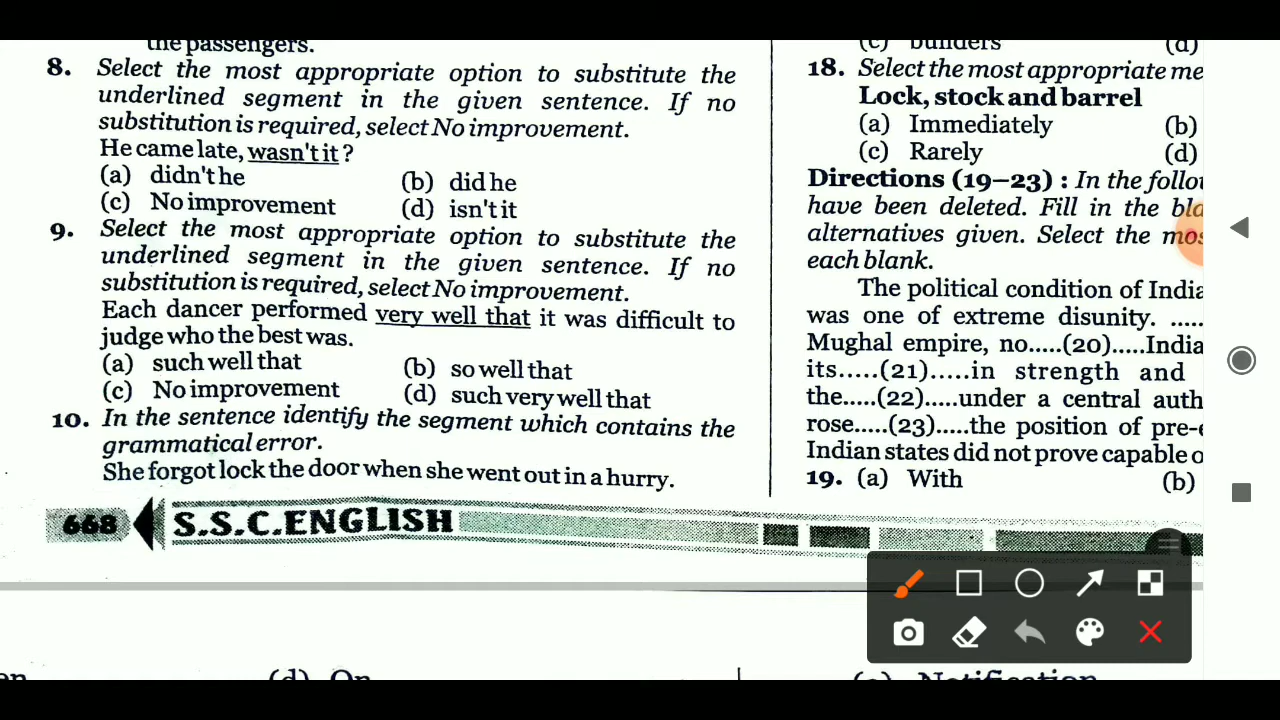 the passengers.
8. Select the most appropriate option to substitute the
underlined segment in the given sentence. If no
substitution is required, select No improvement.
He came late, wasn't it ?
(a) didn't he (b) did he
(c) No improvement (d) isn't it
9. Select the most appropriate option to substitute the
underlined segment in the given sentence. If no
substitution is required, select No improvement.
Each dancer performed very well that it was difficult to
judge who the best was.
(a) such well that (b) so well that
(c) No improvement (d) such very well that
10. In the sentence identify the segment which contains the
grammatical error.
She forgot lock the door when she went out in a hurry.
668 S.S.C. ENGLISH
(d) On
(c) builders (d)
18. Select the most appropriate me
Lock, stock and barrel
(a) Immediately (b)
(c) Rarely (d)
Directions (19–23) : In the follo
have been deleted. Fill in the bla
alternatives given. Select the mos
each blank.
The political condition of India
was one of extreme disunity. .....
Mughal empire, no.....(20).....India
its.....(21).....in strength and
the.....(22).....under a central auth
rose.....(23).....the position of pre-e
Indian states did not prove capable o
19. (a) With (b)
Notification